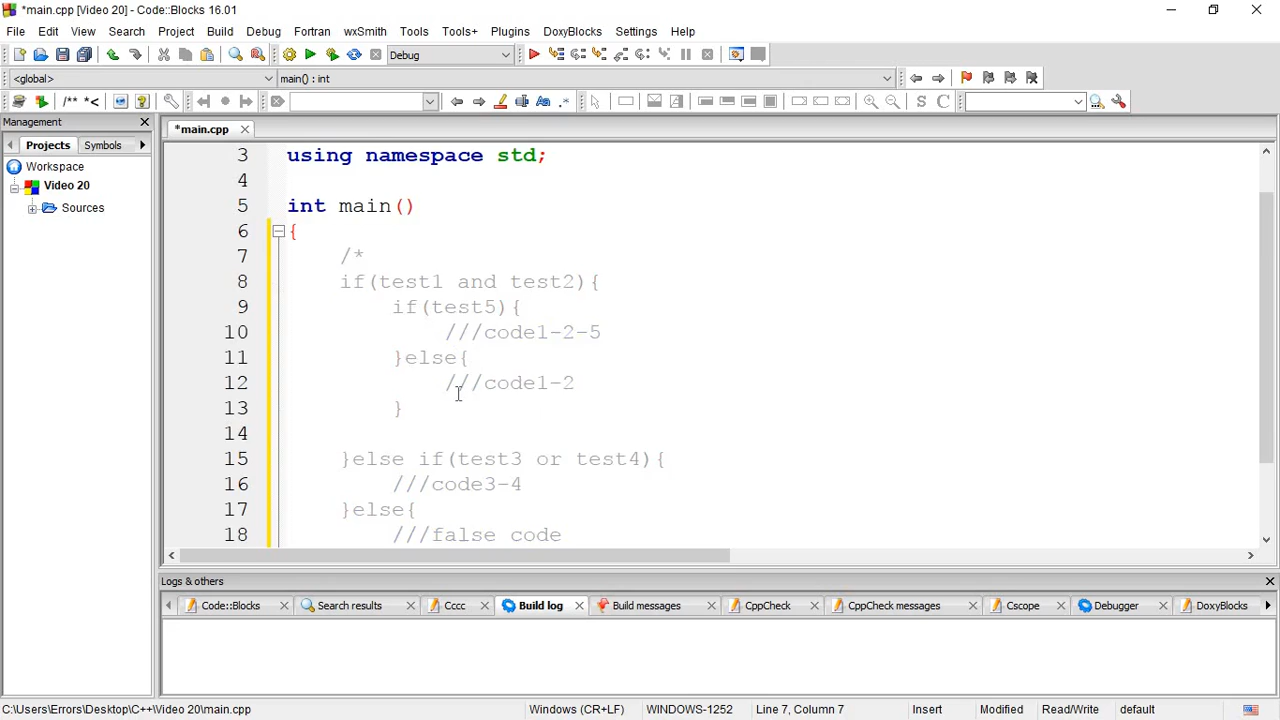 *main.cpp [Video 20] - Code::Blocks 16.01
File Edit View Search Project Build Debug Fortran wxSmith Tools Tools+ Plugins DoxyBlocks Settings Help
Debug
<global> main() : int
/** *< Aa .* S C
Management
Projects Symbols
Workspace
Video 20
Sources
*main.cpp
3 using namespace std;
4
5 int main()
6 {
7 /*
8 if(test1 and test2){
9 if(test5){
10 ///code1-2-5
11 }else{
12 ///code1-2
13 }
14
15 }else if(test3 or test4){
16 ///code3-4
17 }else{
18 ///false code
Logs & others
Code::Blocks Search results Cccc Build log Build messages CppCheck CppCheck messages Cscope Debugger DoxyBlocks
C:\Users\Errors\Desktop\C++\Video 20\main.cpp Windows (CR+LF) WINDOWS-1252 Line 7, Column 7 Insert Modified Read/Write default